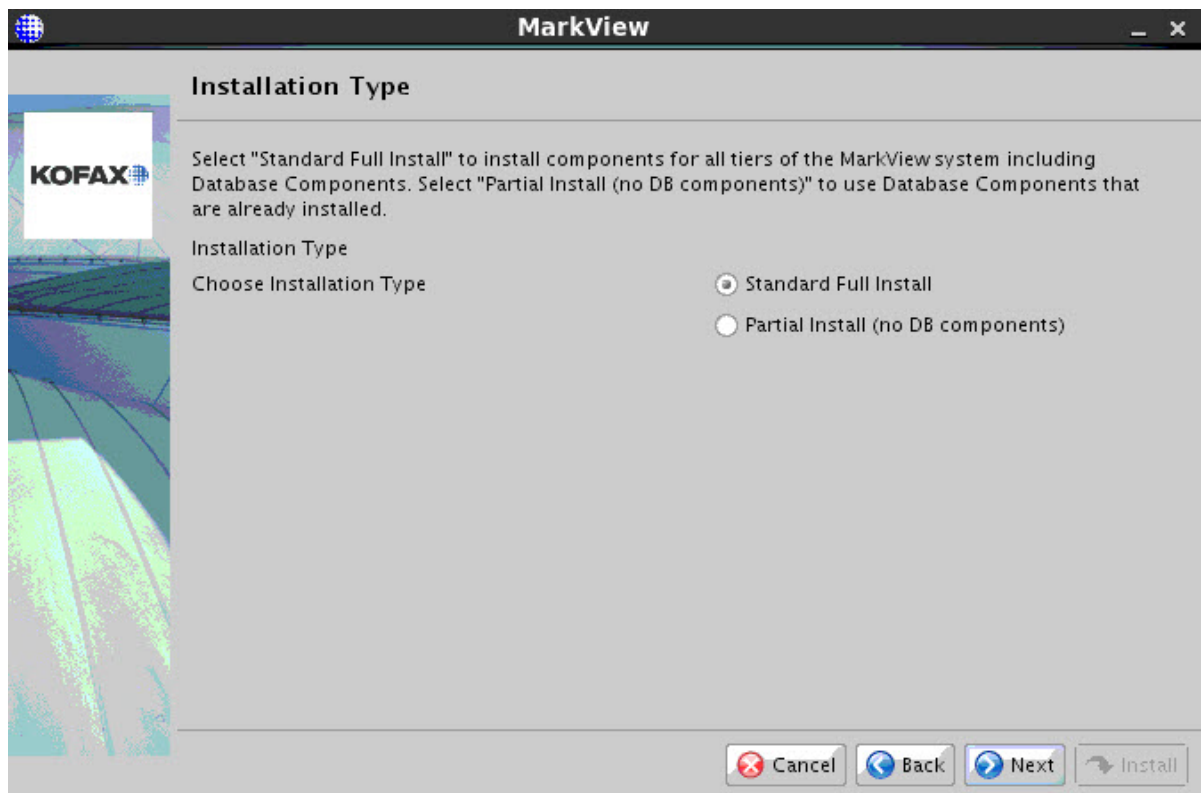 MarkView
Installation Type
KOFAX
Select "Standard Full Install" to install components for all tiers of the MarkView system including
Database Components. Select "Partial Install (no DB components)" to use Database Components that
are already installed.
Installation Type
Choose Installation Type
Standard Full Install
Partial Install (no DB components)
Cancel
Back
Next
Install